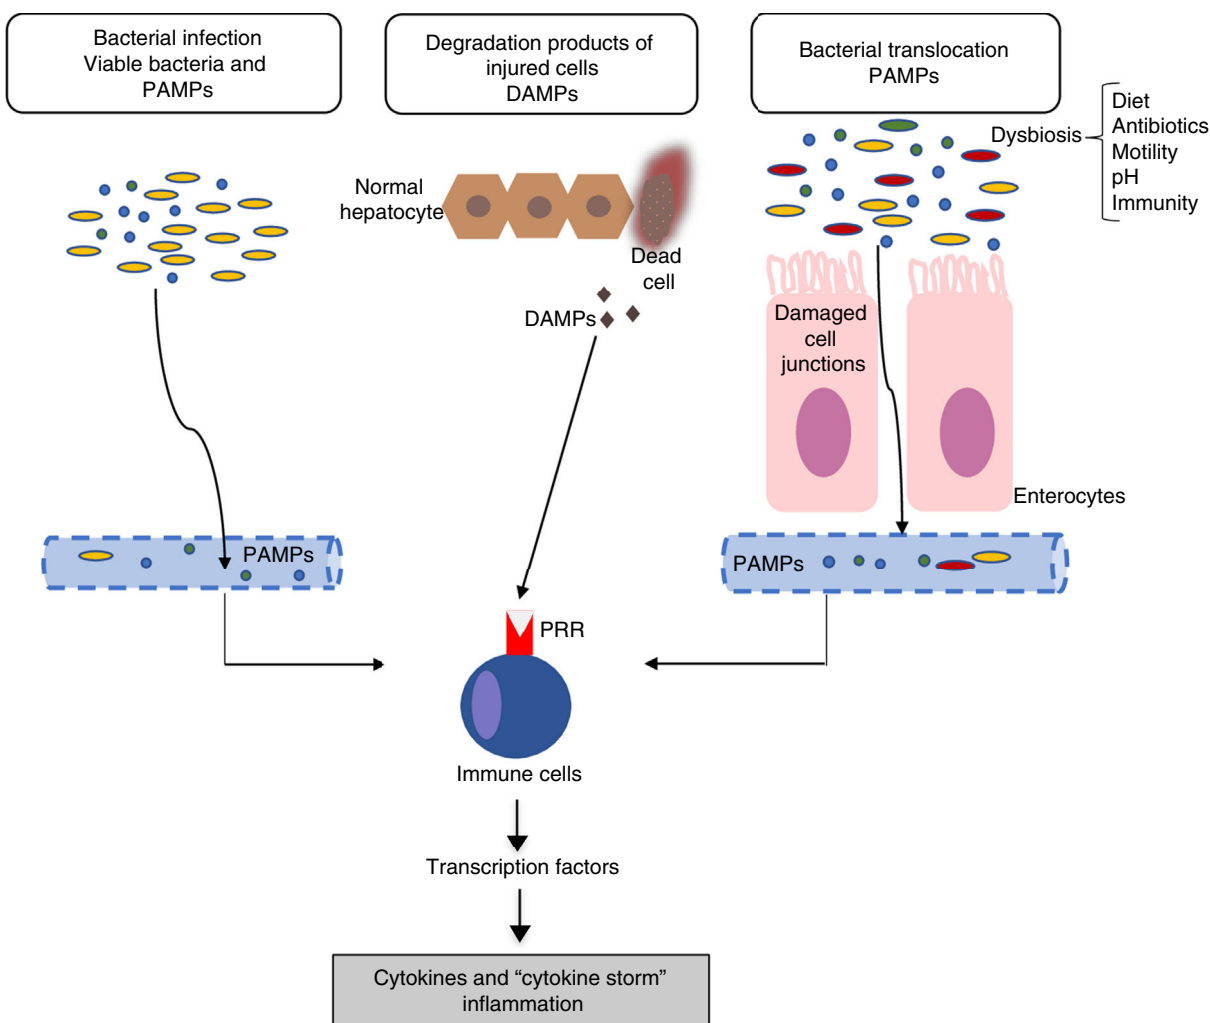 Bacterial infection
Viable bacteria and
PAMPs
Degradation products of
injured cells
DAMPs
Bacterial translocation
PAMPs
Dysbiosis
Diet
Antibiotics
Motility
pH
Immunity
Normal
hepatocyte
Dead
cell
DAMPs
Damaged
cell
junctions
Enterocytes
PAMPs
PAMPs
PRR
Immune cells
Transcription factors
Cytokines and “cytokine storm”
inflammation